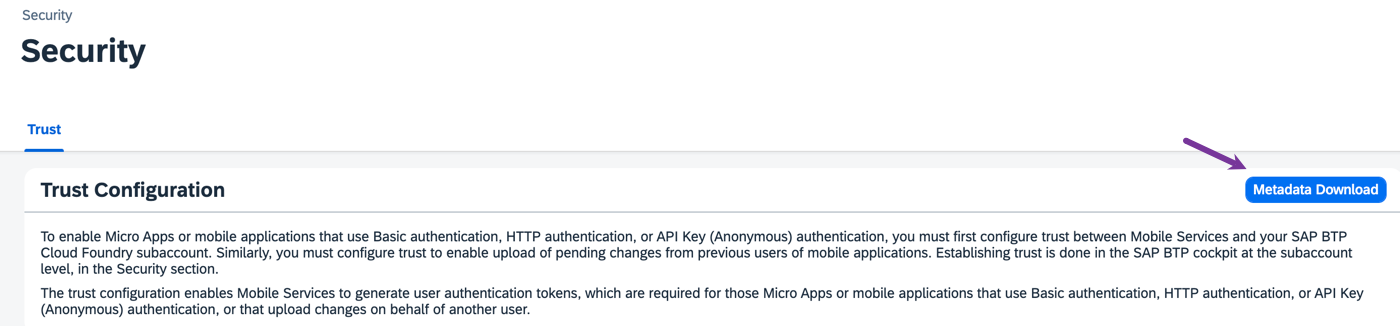 Security
Security
Trust
Trust Configuration
Metadata Download
To enable Micro Apps or mobile applications that use Basic authentication, HTTP authentication, or API Key (Anonymous) authentication, you must first configure trust between Mobile Services and your SAP BTP
Cloud Foundry subaccount. Similarly, you must configure trust to enable upload of pending changes from previous users of mobile applications. Establishing trust is done in the SAP BTP cockpit at the subaccount
level, in the Security section.
The trust configuration enables Mobile Services to generate user authentication tokens, which are required for those Micro Apps or mobile applications that use Basic authentication, HTTP authentication, or API Key
(Anonymous) authentication, or that upload changes on behalf of another user.